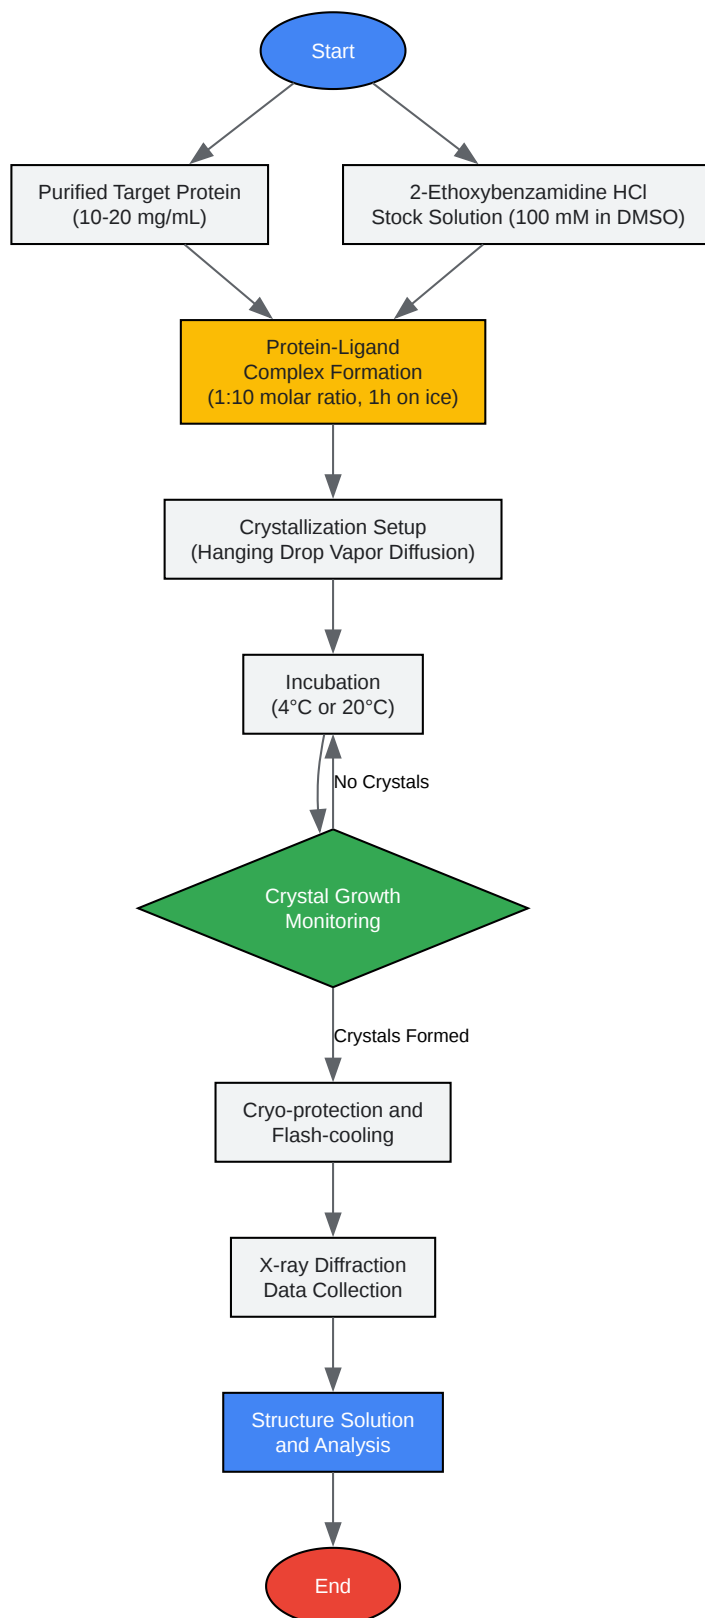 Start
Purified Target Protein
(10-20 mg/mL)
2-Ethoxybenzamidine HCl
Stock Solution (100 mM in DMSO)
Protein-Ligand
Complex Formation
(1:10 molar ratio, 1h on ice)
Crystallization Setup
(Hanging Drop Vapor Diffusion)
Incubation
(4°C or 20°C)
No Crystals
Crystal Growth
Monitoring
Crystals Formed
Cryo-protection and
Flash-cooling
X-ray Diffraction
Data Collection
Structure Solution
and Analysis
End